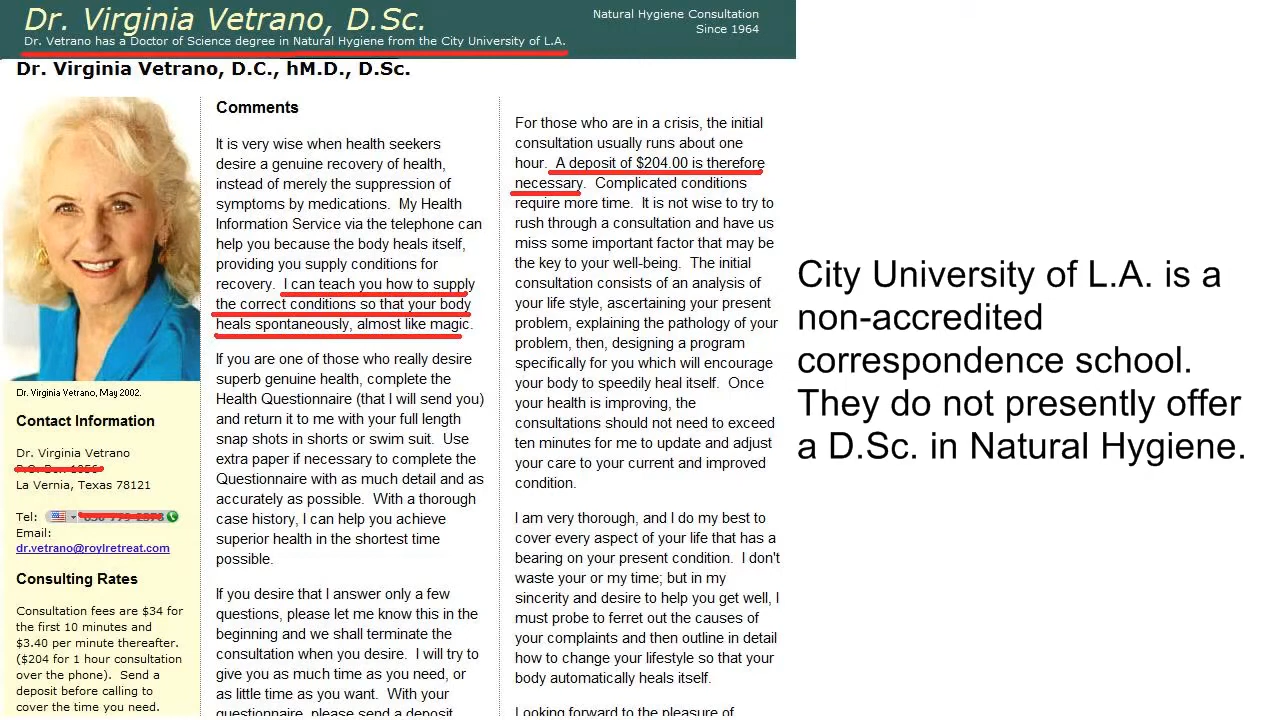 Dr. Virginia Vetrano, D.Sc.
Dr. Vetrano has a Doctor of Science degree in Natural Hygiene from the City University of L.A.
Natural Hygiene Consultation
Since 1964
Dr. Virginia Vetrano, D.C., hM.D., D.Sc.
Dr. Virginia Vetrano, May 2002.
Contact Information
Dr. Virginia Vetrano
La Vernia, Texas 78121
Tel:
Email:
dr.vetrano@roylretreat.com
Consulting Rates
Consultation fees are $34 for
the first 10 minutes and
$3.40 per minute thereafter.
($204 for 1 hour consultation
over the phone).  Send a
deposit before calling to
cover the time you need.
Comments
It is very wise when health seekers
desire a genuine recovery of health,
instead of merely the suppression of
symptoms by medications.  My Health
Information Service via the telephone can
help you because the body heals itself,
providing you supply conditions for
recovery.  I can teach you how to supply
the correct conditions so that your body
heals spontaneously, almost like magic.
If you are one of those who really desire
superb genuine health, complete the
Health Questionnaire (that I will send you)
and return it to me with your full length
snap shots in shorts or swim suit.  Use
extra paper if necessary to complete the
Questionnaire with as much detail and as
accurately as possible.  With a thorough
case history, I can help you achieve
superior health in the shortest time
possible.
If you desire that I answer only a few
questions, please let me know this in the
beginning and we shall terminate the
consultation when you desire.  I will try to
give you as much time as you need, or
as little time as you want.  With your
questionnaire, please send a deposit
For those who are in a crisis, the initial
consultation usually runs about one
hour.  A deposit of $204.00 is therefore
necessary.  Complicated conditions
require more time.  It is not wise to try to
rush through a consultation and have us
miss some important factor that may be
the key to your well-being.  The initial
consultation consists of an analysis of
your life style, ascertaining your present
problem, explaining the pathology of your
problem, then, designing a program
specifically for you which will encourage
your body to speedily heal itself.  Once
your health is improving, the
consultations should not need to exceed
ten minutes for me to update and adjust
your care to your current and improved
condition.
I am very thorough, and I do my best to
cover every aspect of your life that has a
bearing on your present condition.  I don't
waste your or my time; but in my
sincerity and desire to help you get well, I
must probe to ferret out the causes of
your complaints and then outline in detail
how to change your lifestyle so that your
body automatically heals itself.
Looking forward to the pleasure of
City University of L.A. is a
non-accredited
correspondence school.
They do not presently offer
a D.Sc. in Natural Hygiene.